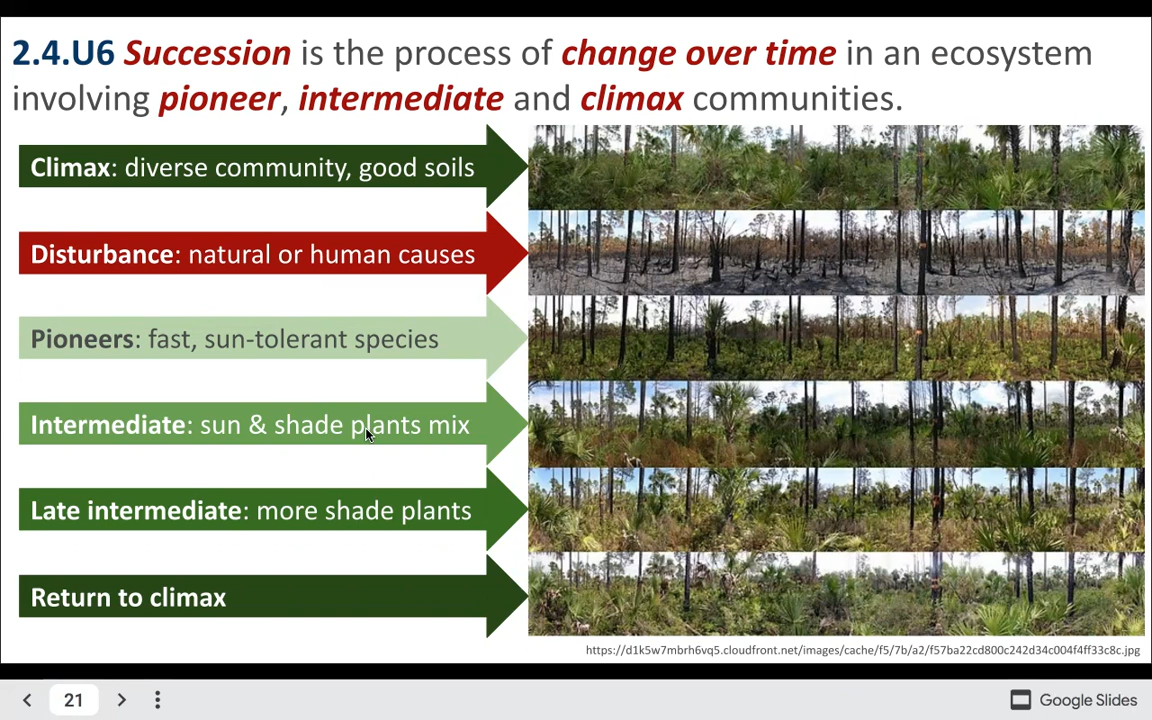 2.4.U6 Succession is the process of change over time in an ecosystem
involving pioneer, intermediate and climax communities.
Climax: diverse community, good soils
Disturbance: natural or human causes
Pioneers: fast, sun-tolerant species
Intermediate: sun & shade plants mix
Late intermediate: more shade plants
Return to climax
https://d1k5w7mbrh6vq5.cloudfront.net/images/cache/f5/7b/a2/f57ba22cd800c242d34c004f4ff33c8c.jpg
21
Google Slides